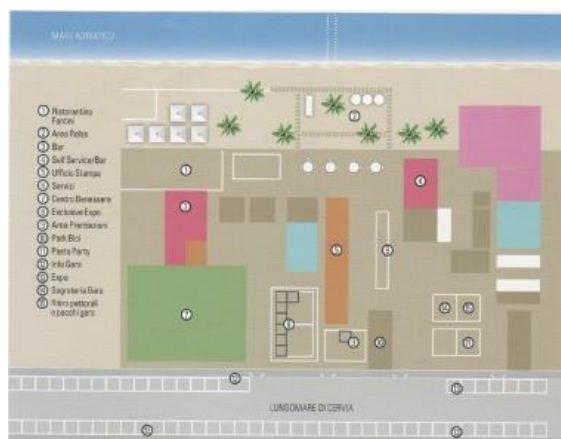 MARE ADRIATICO
1 Ristorantino
Fantini
2 Area Relax
3 Bar
4 Self Service/Bar
5 Ufficio Stampa
6 Servizi
7 Centro Benessere
8 Exclusive Expo
9 Area Premiazioni
10 Park Bici
11 Pasta Party
12 Info Gara
13 Expo
14 Segreteria Gara
15 Ritiro pettorali
e pacchi gara
LUNGOMARE DI CERVIA